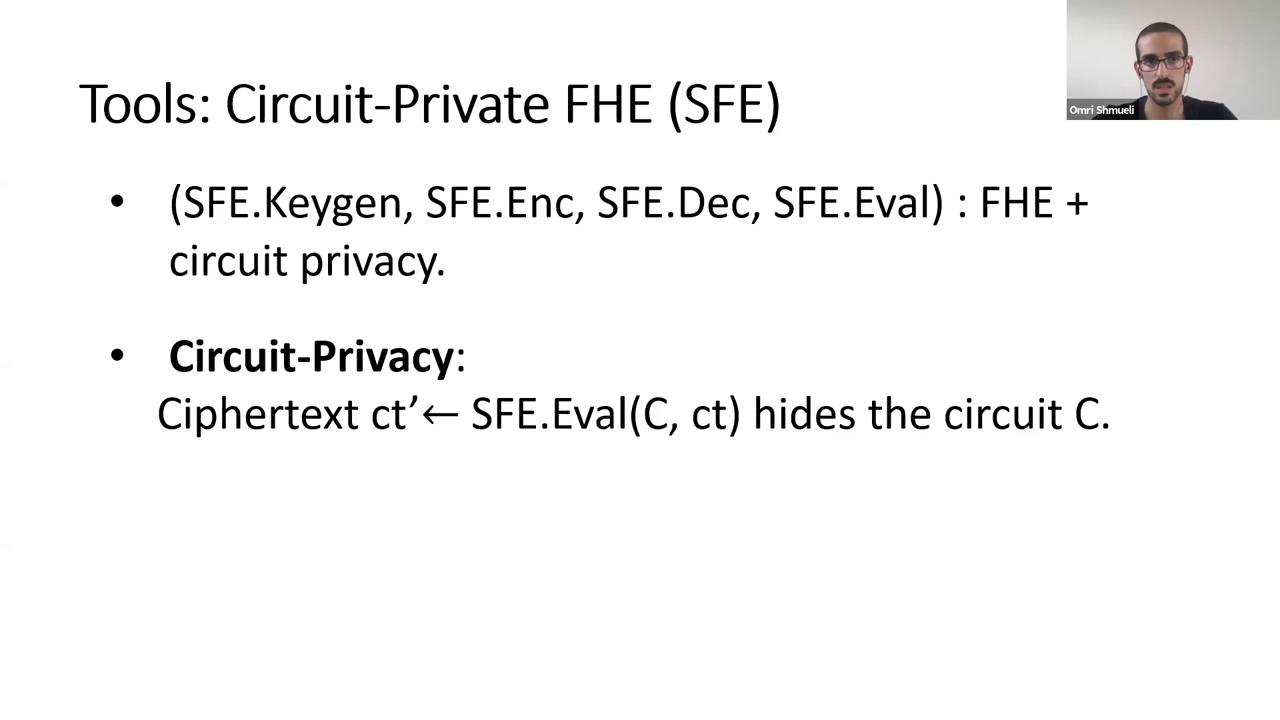 Tools: Circuit-Private FHE (SFE)
Omri Shmueli
• (SFE.Keygen, SFE.Enc, SFE.Dec, SFE.Eval) : FHE +
circuit privacy.
• Circuit-Privacy:
Ciphertext ct’← SFE.Eval(C, ct) hides the circuit C.